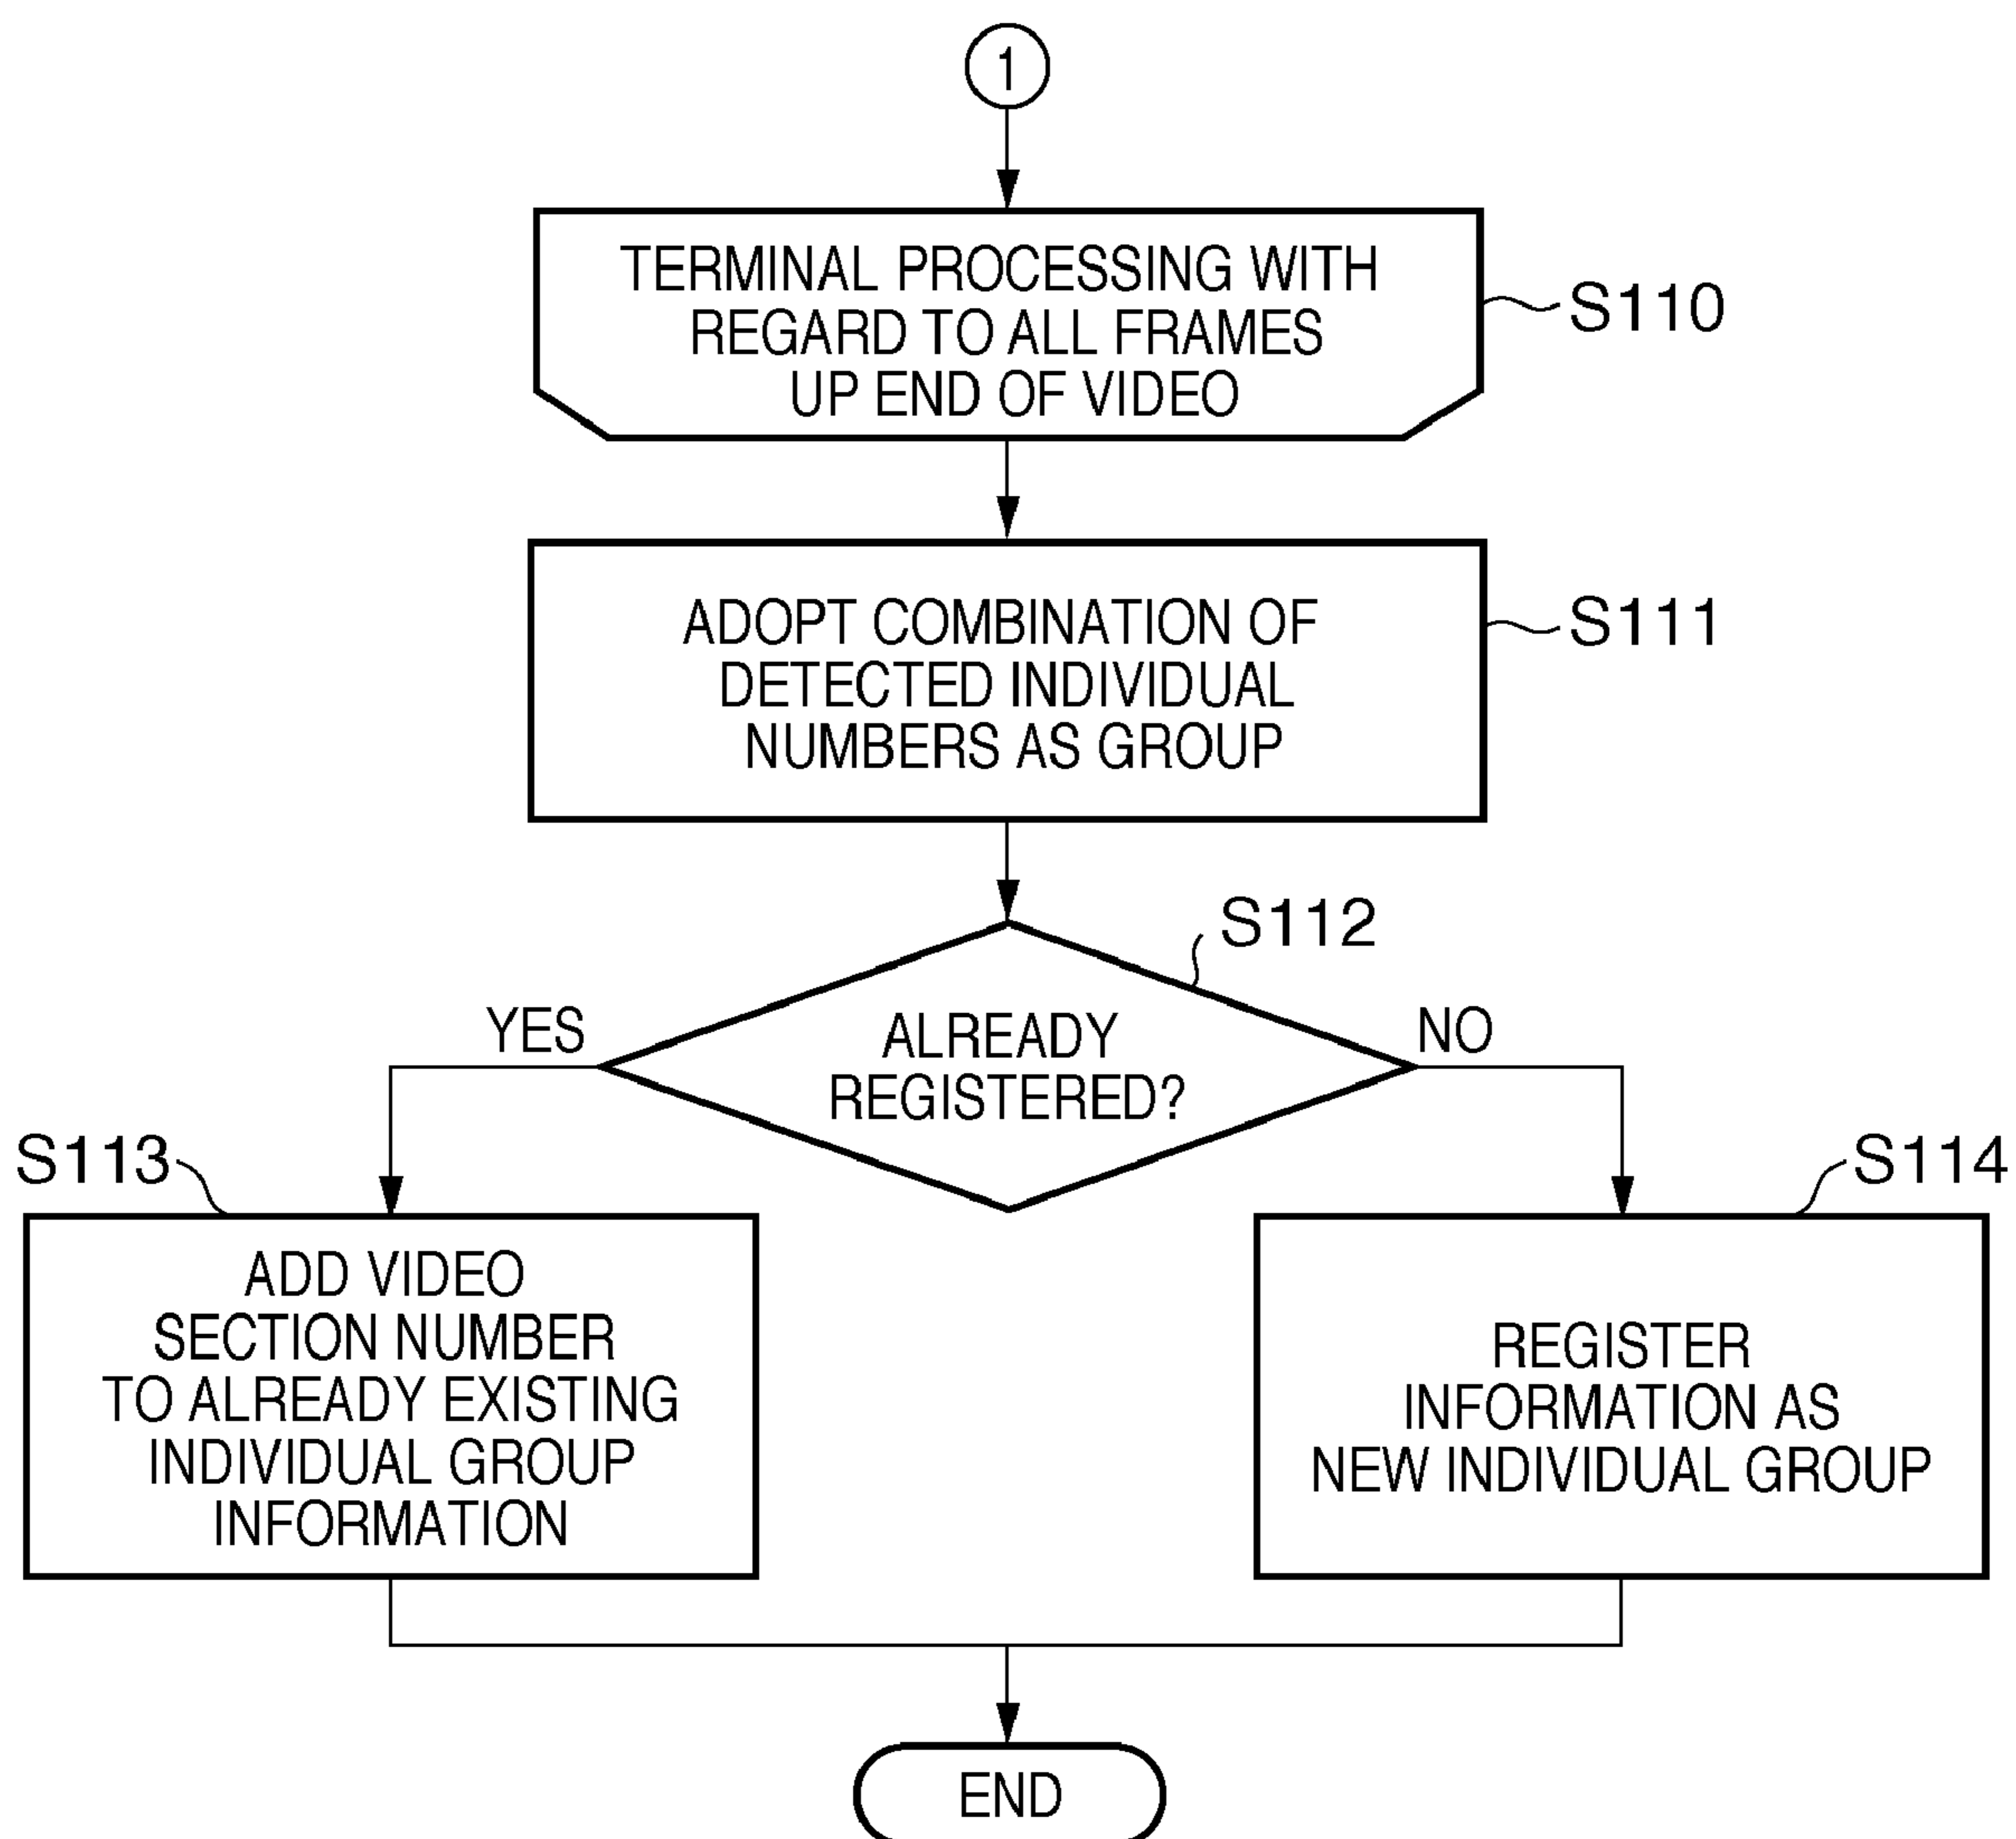 1
TERMINAL PROCESSING WITH
REGARD TO ALL FRAMES
UP END OF VIDEO
S110
ADOPT COMBINATION OF
DETECTED INDIVIDUAL
NUMBERS AS GROUP
S111
S112
ALREADY
REGISTERED?
YES
NO
S113
ADD VIDEO
SECTION NUMBER
TO ALREADY EXISTING
INDIVIDUAL GROUP
INFORMATION
S114
REGISTER
INFORMATION AS
NEW INDIVIDUAL GROUP
END